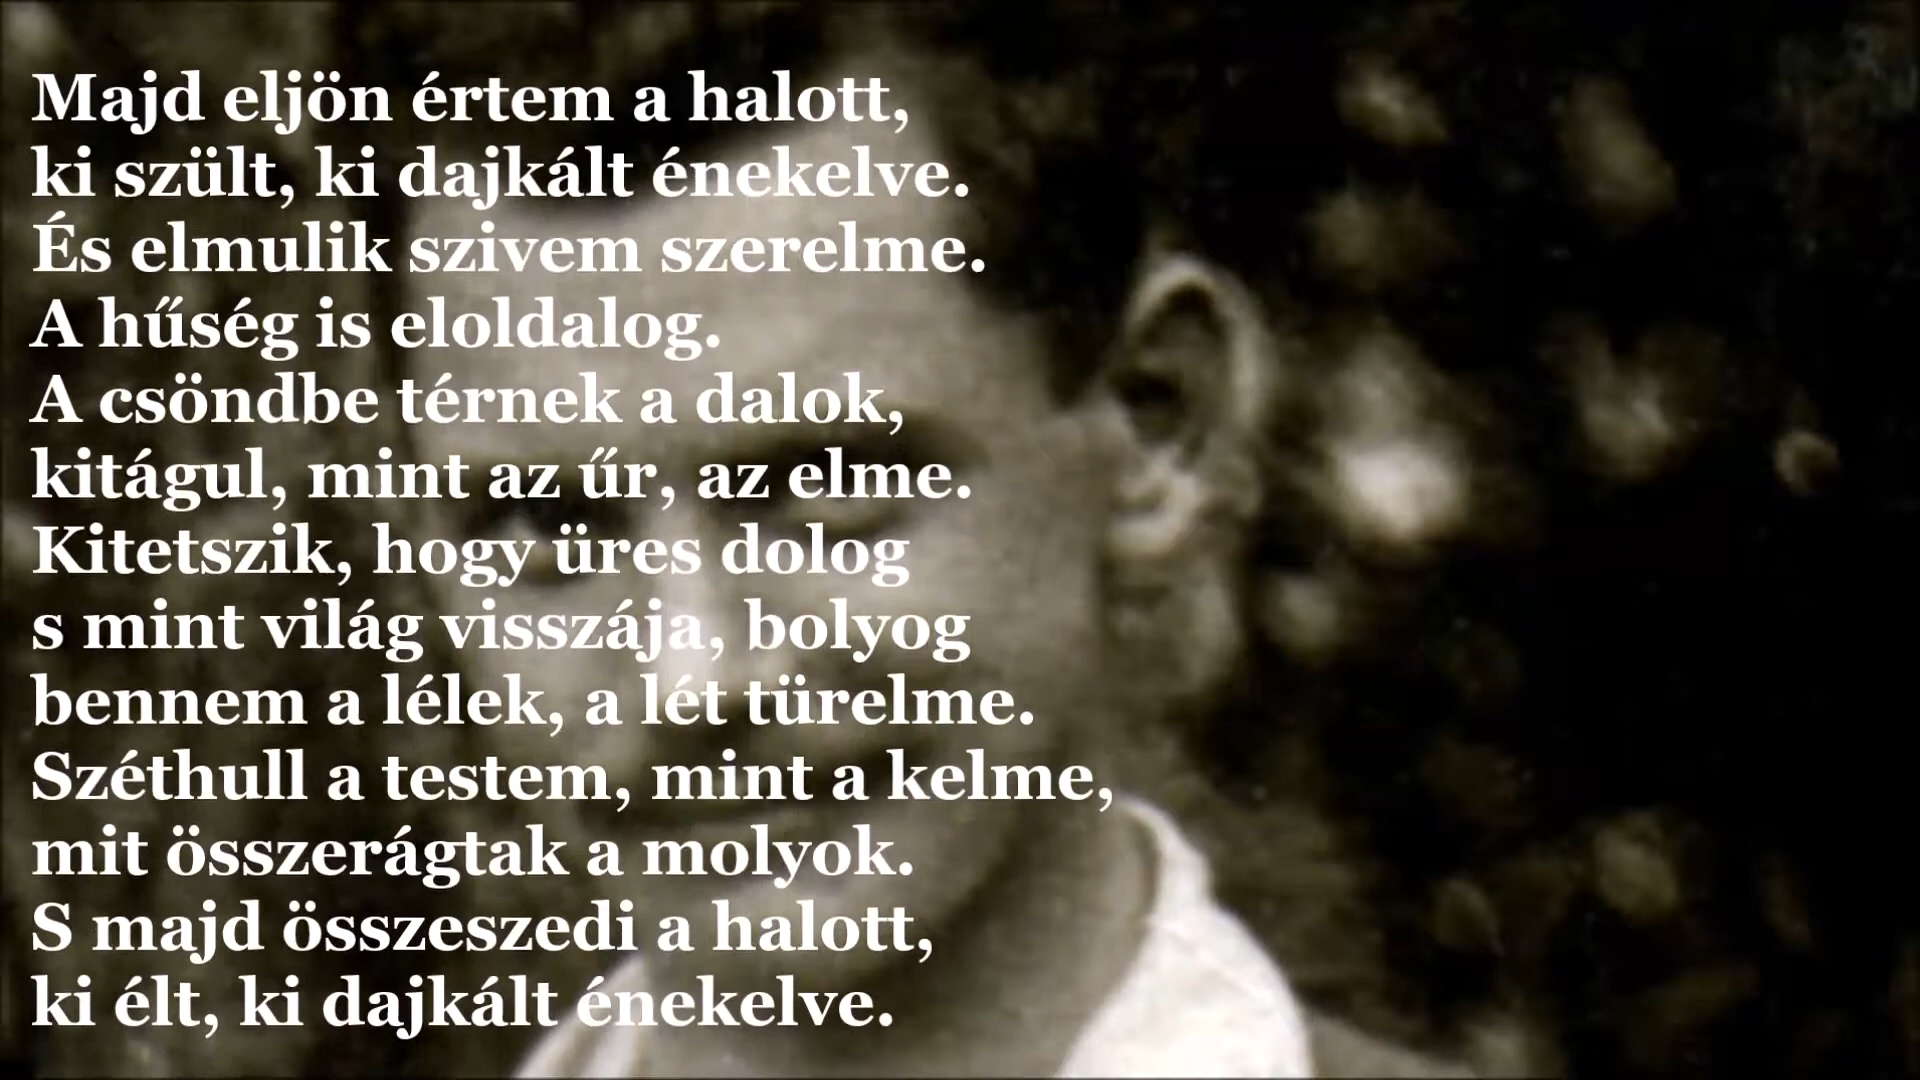 Majd eljön értem a halott,
ki szült, ki dajkált énekelve.
És elmulik szivem szerelme.
A hűség is eloldalog.
A csöndbe térnek a dalok,
kitágul, mint az űr, az elme.
Kitetszik, hogy üres dolog
s mint világ visszája, bolyog
bennem a lélek, a lét türelme.
Széthull a testem, mint a kelme,
mit összerágtak a molyok.
S majd összeszedi a halott,
ki élt, ki dajkált énekelve.